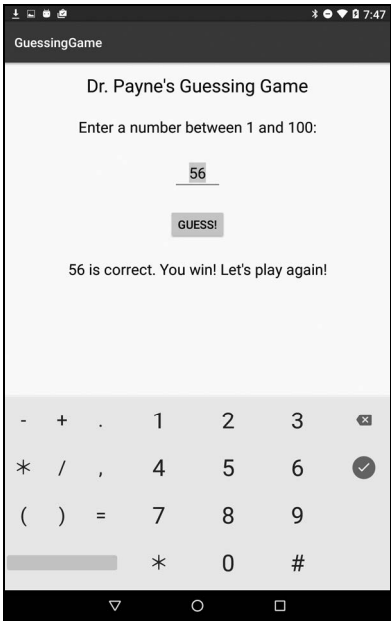 7:47
GuessingGame
Dr. Payne's Guessing Game
Enter a number between 1 and 100:
56
GUESS!
56 is correct. You win! Let's play again!
- + . 1 2 3
* / , 4 5 6
( ) = 7 8 9
* 0 #